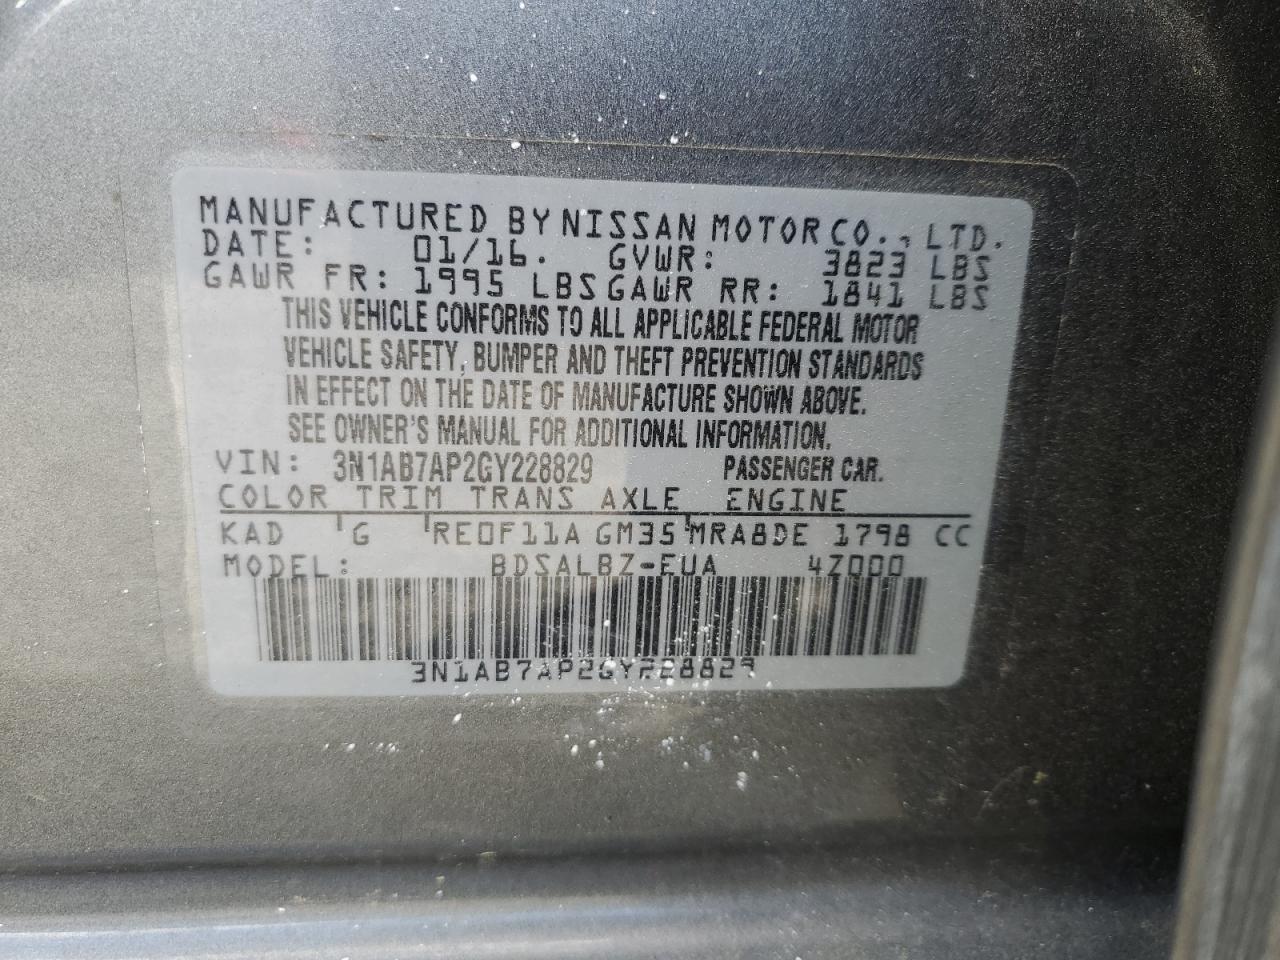 MANUFACTURED BY NISSAN MOTOR CO., LTD.
DATE: 01/16. GVWR: 3823 LBS
GAWR FR: 1995 LBS GAWR RR: 1841 LBS
THIS VEHICLE CONFORMS TO ALL APPLICABLE FEDERAL MOTOR
VEHICLE SAFETY, BUMPER AND THEFT PREVENTION STANDARDS
IN EFFECT ON THE DATE OF MANUFACTURE SHOWN ABOVE.
SEE OWNER'S MANUAL FOR ADDITIONAL INFORMATION.
VIN: 3N1AB7AP2GY228829 PASSENGER CAR.
COLOR TRIM TRANS AXLE ENGINE
KAD G RE0F11A GM35 MRA8DE 1798 CC
MODEL: BDSALBZ-EUA 4Z000
3N1AB7AP2GY228829